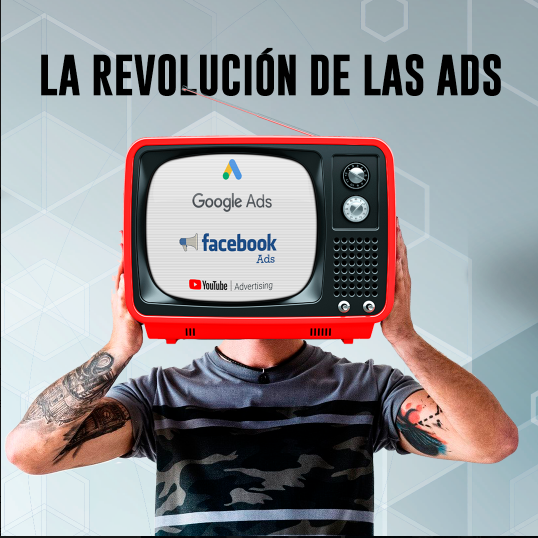 LA REVOLUCIÓN DE LAS ADS
Google Ads
facebook
Ads
YouTube | Advertising